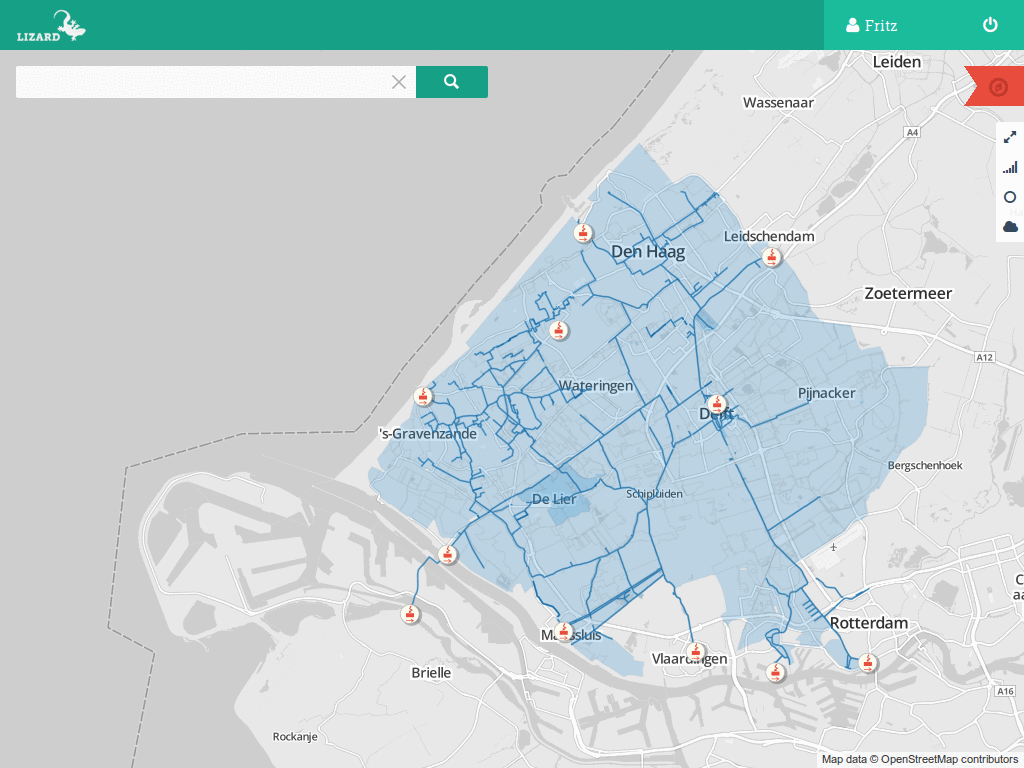 LIZARD
Fritz
Leiden
Wassenaar
A4
Leidschendam
Den Haag
Zoetermeer
A12
Wateringen
Pijnacker
Delft
's-Gravenzande
Bergschenhoek
De Lier
Schipluiden
Rotterdam
Maassluis
Vlaardingen
Brielle
A16
Rockanje
Map data © OpenStreetMap contributors